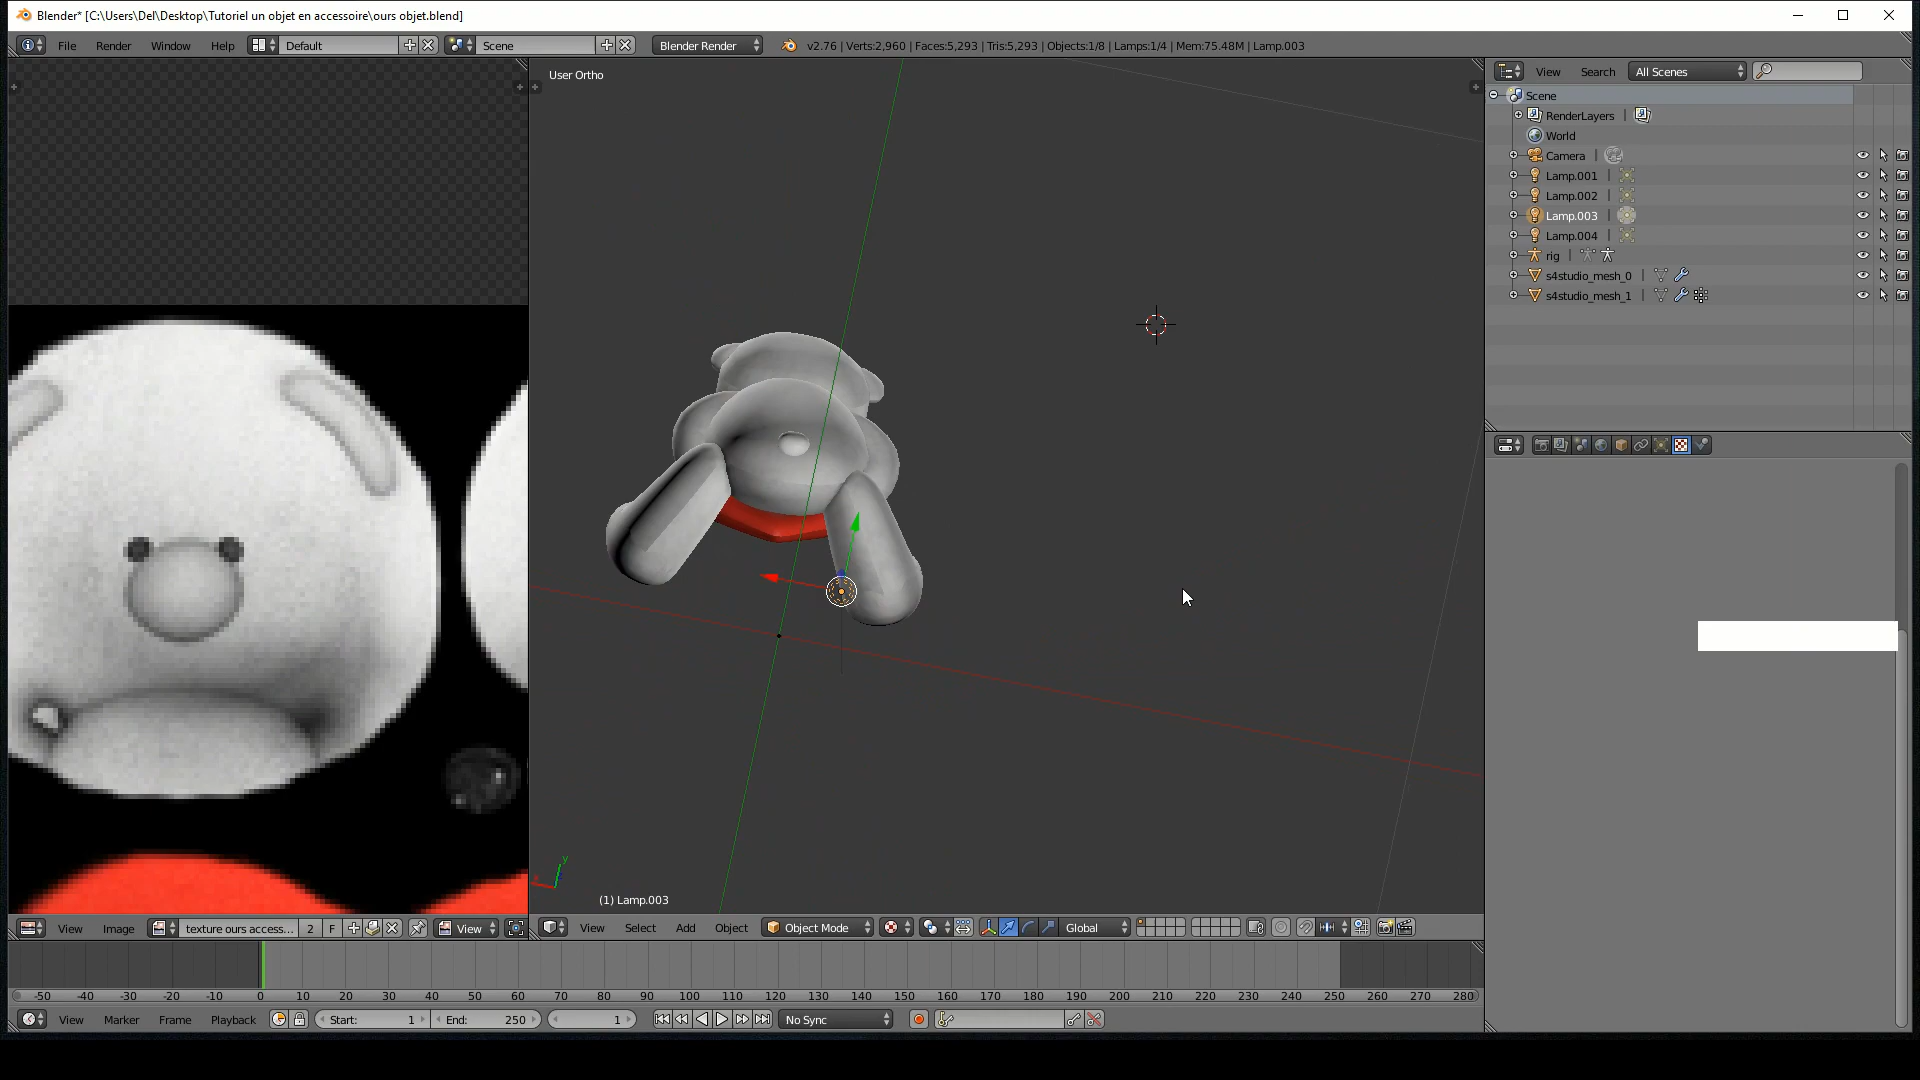 Blender* [C:\Users\Del\Desktop\Tutoriel un objet en accessoire\ours objet.blend]
File Render Window Help Default Scene Blender Render v2.76 | Verts:2,960 | Faces:5,293 | Tris:5,293 | Objects:1/8 | Lamps:1/4 | Mem:75.48M | Lamp.003
User Ortho
View Search All Scenes
Scene
RenderLayers
World
Camera
Lamp.001
Lamp.002
Lamp.003
Lamp.004
rig
s4studio_mesh_0
s4studio_mesh_1
y
(1) Lamp.003
View Image texture ours access... 2 F View
View Select Add Object Object Mode Global
-50 -40 -30 -20 -10 0 10 20 30 40 50 60 70 80 90 100 110 120 130 140 150 160 170 180 190 200 210 220 230 240 250 260 270 280
View Marker Frame Playback Start: 1 End: 250 1 No Sync